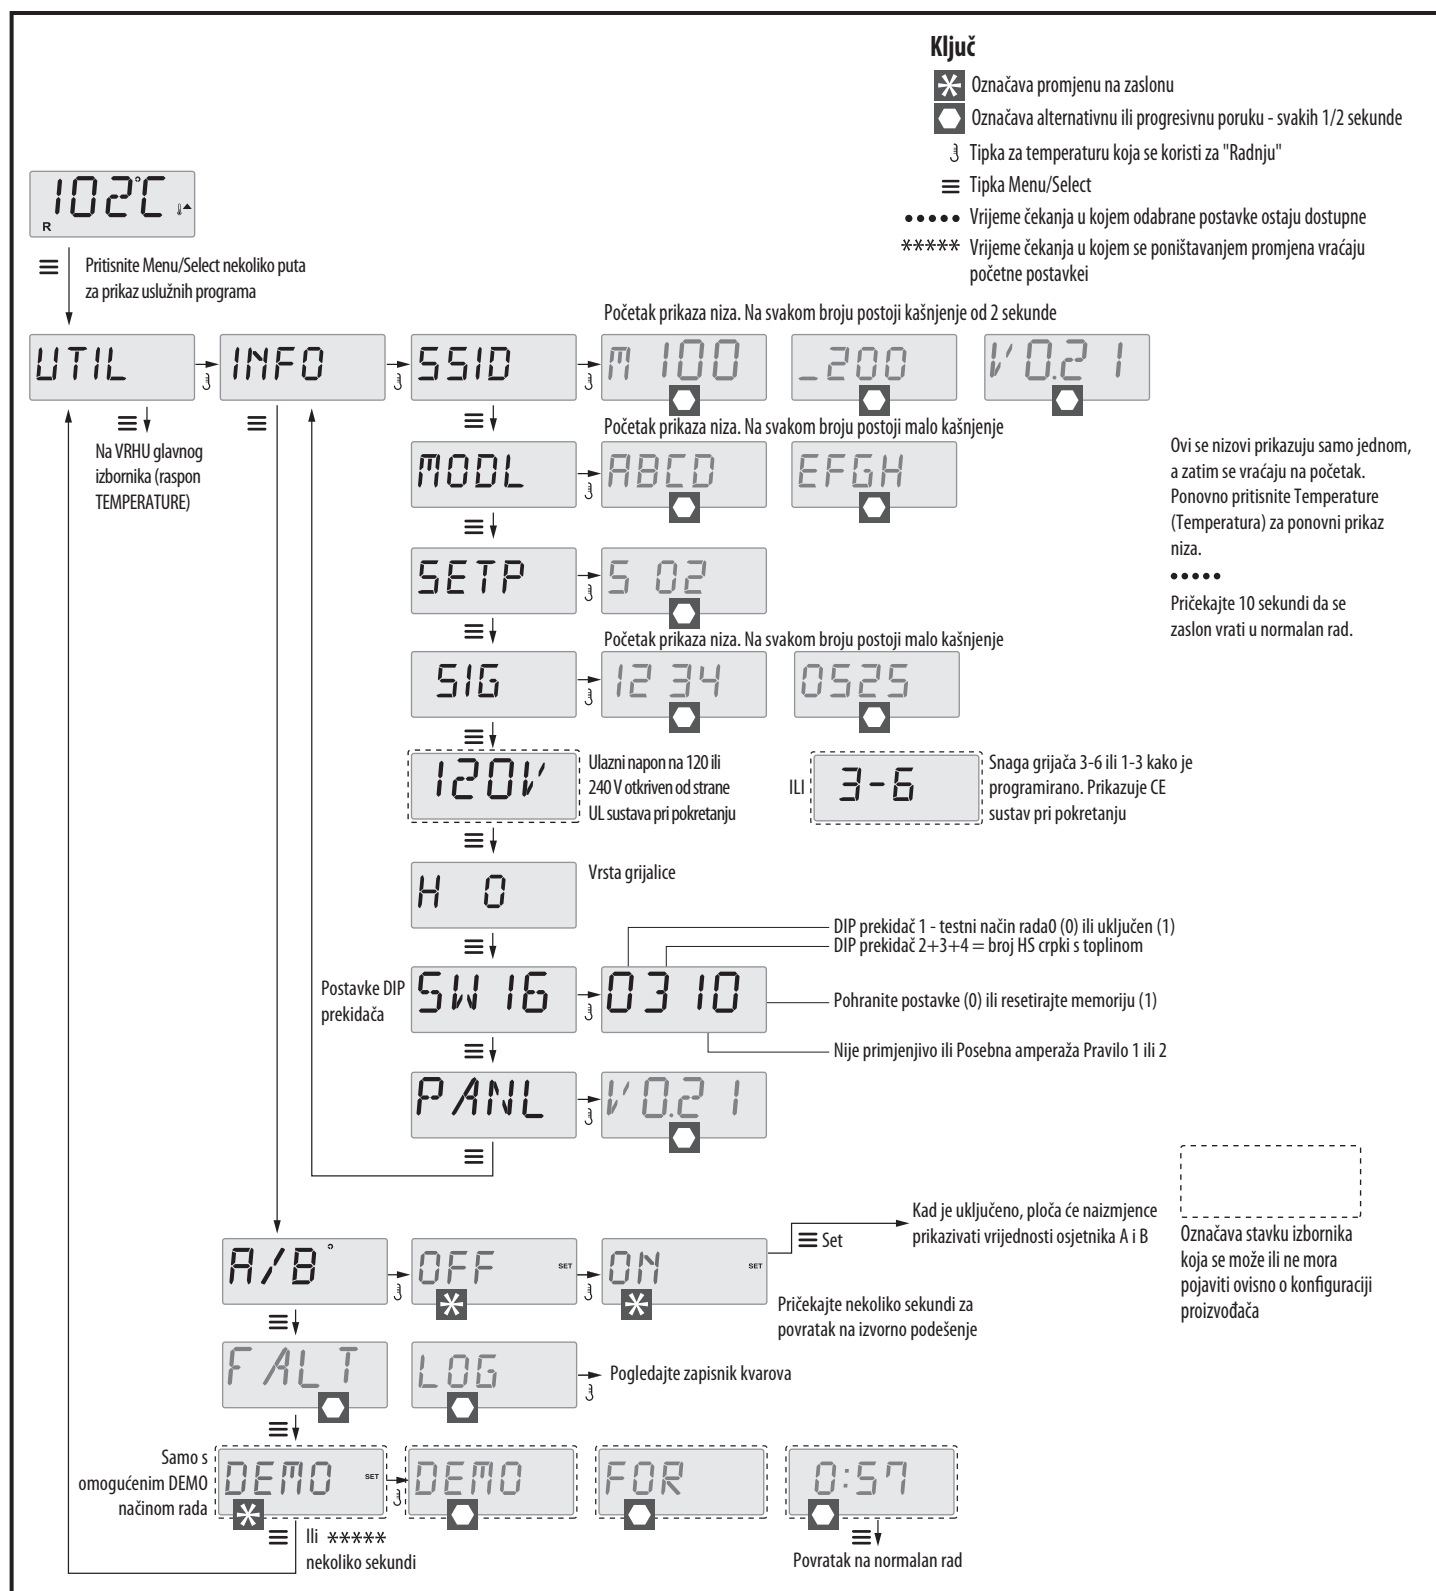 Ključ
Označava promjenu na zaslonu
Označava alternativnu ili progresivnu poruku - svakih 1/2 sekunde
Tipka za temperaturu koja se koristi za "Radnju"
Tipka Menu/Select
••••• Vrijeme čekanja u kojem odabrane postavke ostaju dostupne
***** Vrijeme čekanja u kojem se poništavanjem promjena vraćaju
početne postavkei
102°C
R
Pritisnite Menu/Select nekoliko puta
za prikaz uslužnih programa
Početak prikaza niza. Na svakom broju postoji kašnjenje od 2 sekunde
UTIL
INFO
SSID
M 100
_200
V 0.21
Na VRHU glavnog
izbornika (raspon
TEMPERATURE)
Početak prikaza niza. Na svakom broju postoji malo kašnjenje
MODL
ABCD
EFGH
Ovi se nizovi prikazuju samo jednom,
a zatim se vraćaju na početak.
Ponovno pritisnite Temperature
(Temperatura) za ponovni prikaz
niza.
•••••
Pričekajte 10 sekundi da se
zaslon vrati u normalan rad.
SETP
S 02
Početak prikaza niza. Na svakom broju postoji malo kašnjenje
SIG
1234
0525
120V
Ulazni napon na 120 ili
240 V otkriven od strane
UL sustava pri pokretanju
ILI
3-6
Snaga grijača 3-6 ili 1-3 kako je
programirano. Prikazuje CE
sustav pri pokretanju
H 0
Vrsta grijalice
Postavke DIP
prekidača
SW 16
0310
DIP prekidač 1 - testni način rada0 (0) ili uključen (1)
DIP prekidač 2+3+4 = broj HS crpki s toplinom
Pohranite postavke (0) ili resetirajte memoriju (1)
Nije primjenjivo ili Posebna amperaža Pravilo 1 ili 2
PANL
V 0.21
A/B°
OFF SET
ON SET
Set
Kad je uključeno, ploča će naizmjence
prikazivati vrijednosti osjetnika A i B
Pričekajte nekoliko sekundi za
povratak na izvorno podešenje
Označava stavku izbornika
koja se može ili ne mora
pojaviti ovisno o konfiguraciji
proizvođača
FALT
LOG
Pogledajte zapisnik kvarova
Samo s
omogućenim DEMO
načinom rada
DEMO SET
DEMO
FOR
0:57
Ili *****
nekoliko sekundi
Povratak na normalan rad